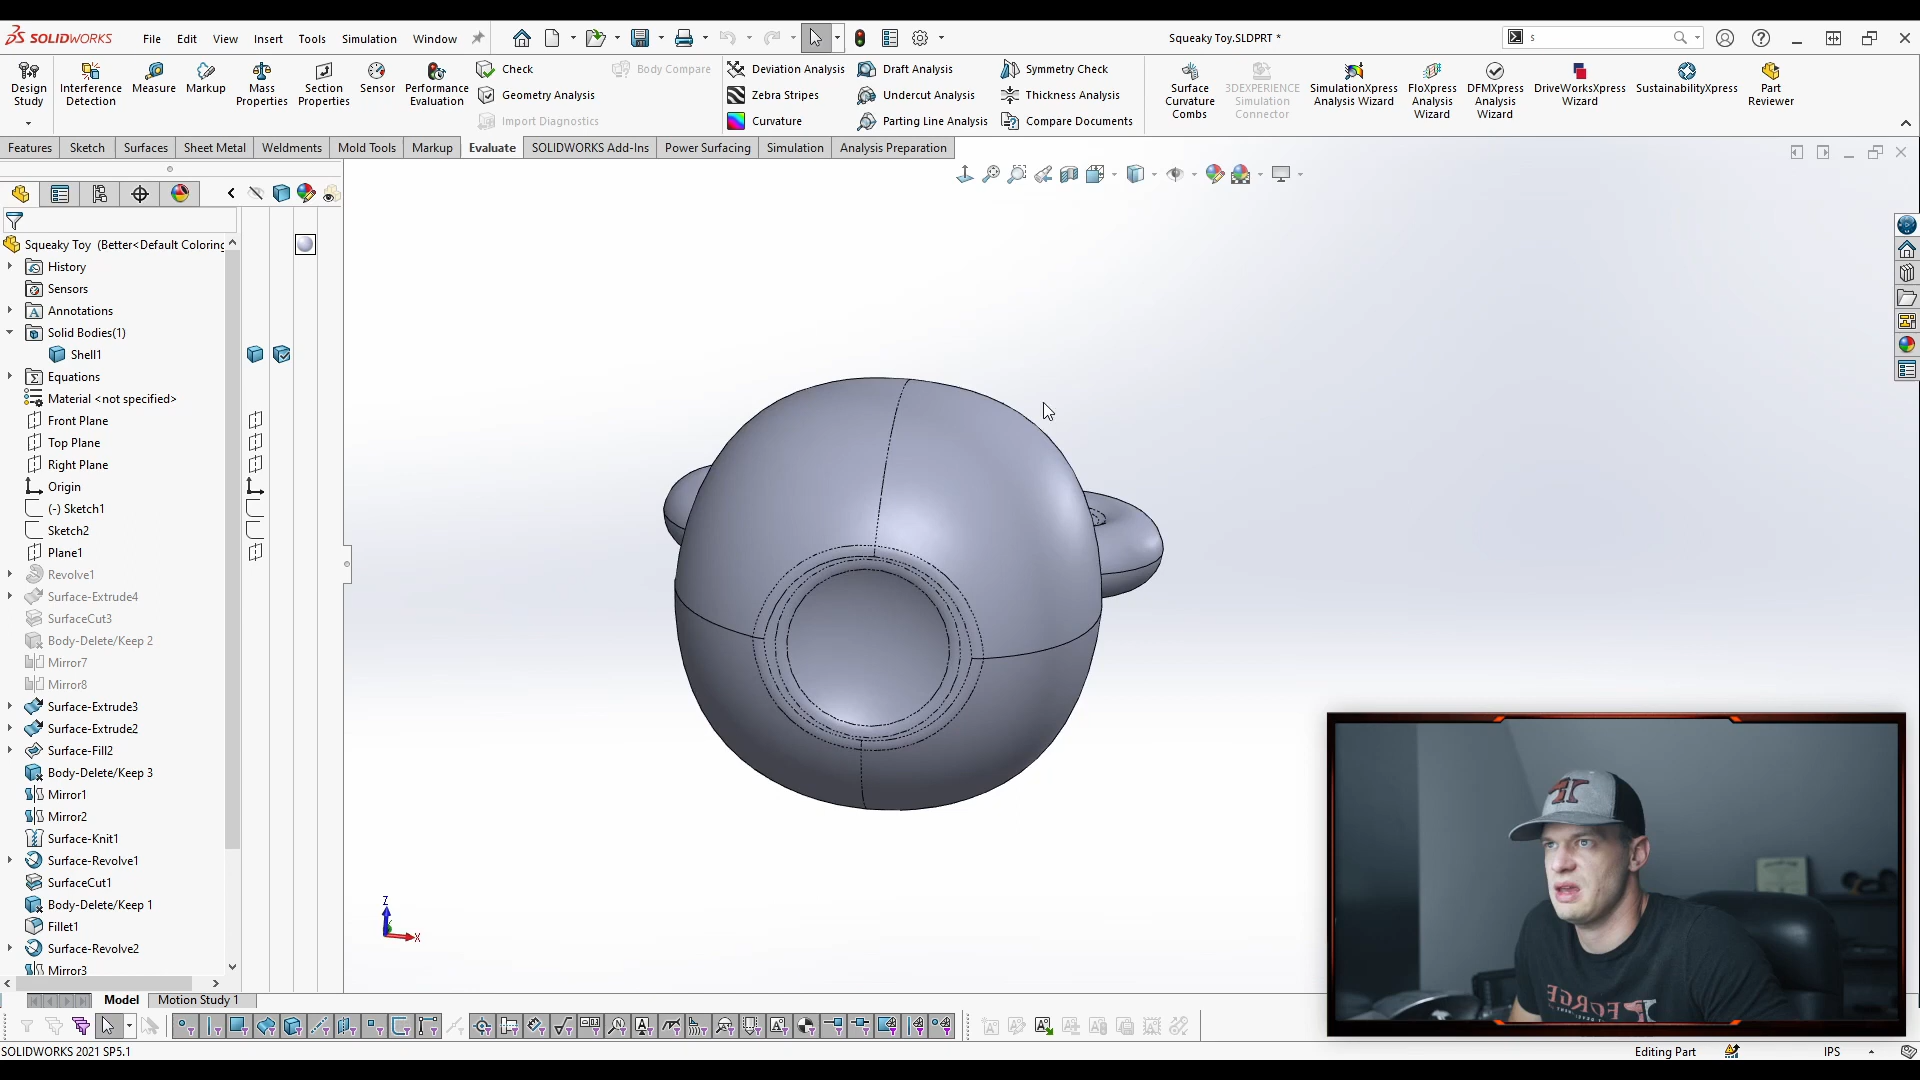 SOLIDWORKS
File Edit View Insert Tools Simulation Window
Squeaky Toy.SLDPRT *
s
Design Study
Interference Detection
Measure
Markup
Mass Properties
Section Properties
Sensor
Performance Evaluation
Check
Geometry Analysis
Import Diagnostics
Body Compare
Deviation Analysis
Zebra Stripes
Curvature
Draft Analysis
Undercut Analysis
Parting Line Analysis
Symmetry Check
Thickness Analysis
Compare Documents
Surface Curvature Combs
3DEXPERIENCE Simulation Connector
SimulationXpress Analysis Wizard
FloXpress Analysis Wizard
DFMXpress Analysis Wizard
DriveWorksXpress Wizard
SustainabilityXpress
Part Reviewer
Features Sketch Surfaces Sheet Metal Weldments Mold Tools Markup Evaluate SOLIDWORKS Add-Ins Power Surfacing Simulation Analysis Preparation
Squeaky Toy (Better<Default Coloring
History
Sensors
Annotations
Solid Bodies(1)
Shell1
Equations
Material <not specified>
Front Plane
Top Plane
Right Plane
Origin
(-) Sketch1
Sketch2
Plane1
Revolve1
Surface-Extrude4
SurfaceCut3
Body-Delete/Keep 2
Mirror7
Mirror8
Surface-Extrude3
Surface-Extrude2
Surface-Fill2
Body-Delete/Keep 3
Mirror1
Mirror2
Surface-Knit1
Surface-Revolve1
SurfaceCut1
Body-Delete/Keep 1
Fillet1
Surface-Revolve2
Mirror3
Z
X
Model Motion Study 1
SOLIDWORKS 2021 SP5.1
Editing Part
IPS
FORGE